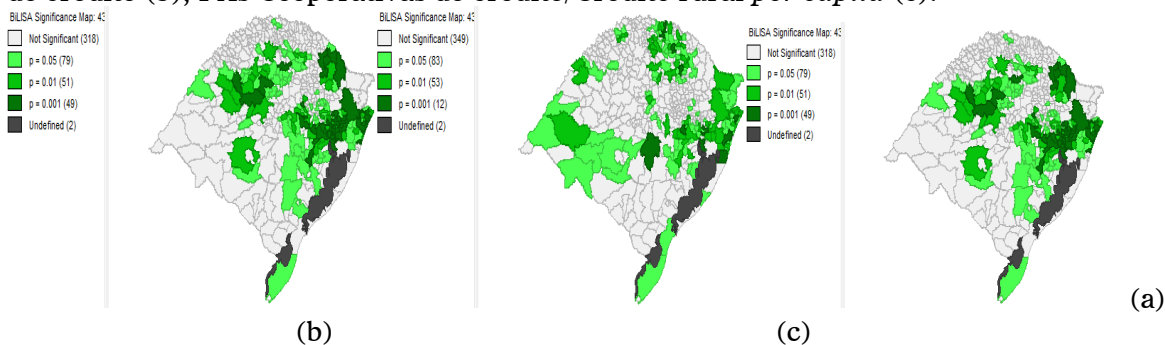 de crédito (b), PAs Cooperativas de crédito/Crédito Rural per capita (c).
BiLISA Significance Map: 43
Not Significant (318)
p = 0.05 (79)
p = 0.01 (51)
p = 0.001 (49)
Undefined (2)
BiLISA Significance Map: 43
Not Significant (349)
p = 0.05 (83)
p = 0.01 (53)
p = 0.001 (12)
Undefined (2)
BiLISA Significance Map: 43
Not Significant (318)
p = 0.05 (79)
p = 0.01 (51)
p = 0.001 (49)
Undefined (2)
(a)
(b)
(c)